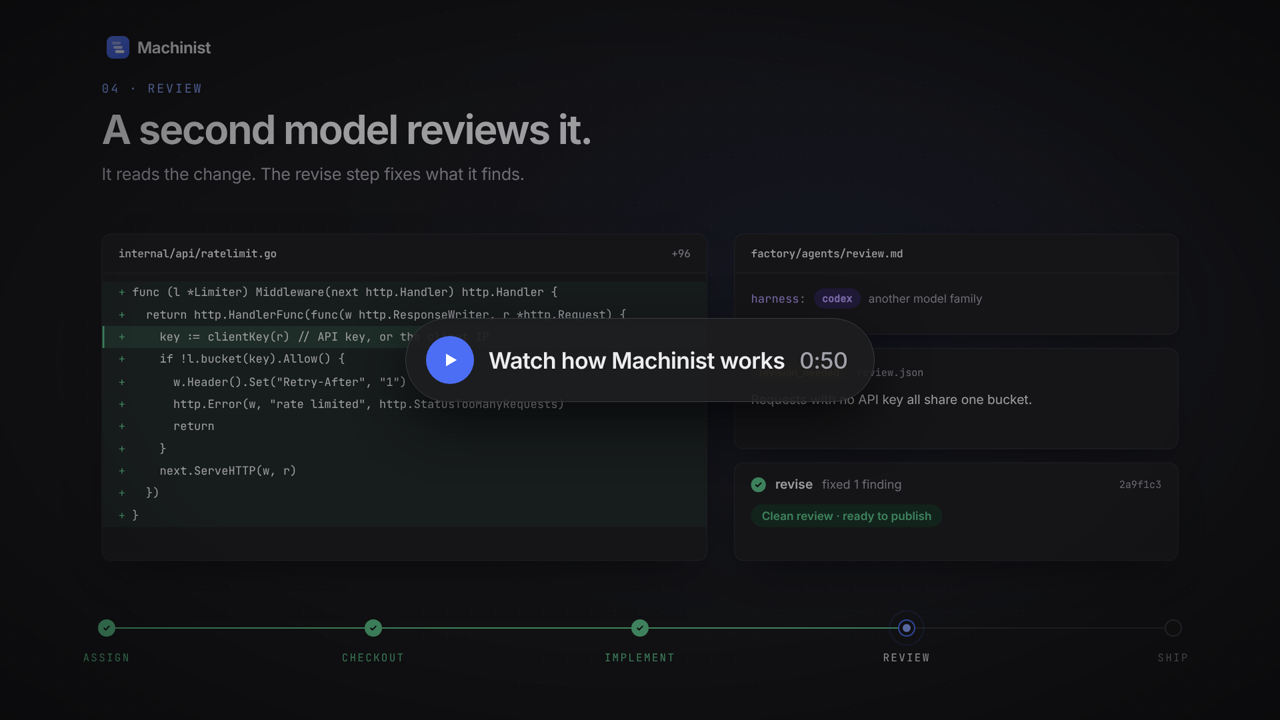 Machinist
04 · REVIEW
A second model reviews it.
It reads the change. The revise step fixes what it finds.
internal/api/ratelimit.go +96
+ func (l *Limiter) Middleware(next http.Handler) http.Handler {
+ return http.HandlerFunc(func(w http.ResponseWriter, r *http.Request) {
+ key := clientKey(r) // API key, or the client IP
+ if !l.bucket(key).Allow() {
+ w.Header().Set("Retry-After", "1")
+ http.Error(w, "rate limited", http.StatusTooManyRequests)
+ return
+ }
+ next.ServeHTTP(w, r)
+ })
+ }
factory/agents/review.md
harness: codex another model family
review.json
Requests with no API key all share one bucket.
revise fixed 1 finding 2a9f1c3
Clean review · ready to publish
Watch how Machinist works 0:50
ASSIGN
CHECKOUT
IMPLEMENT
REVIEW
SHIP